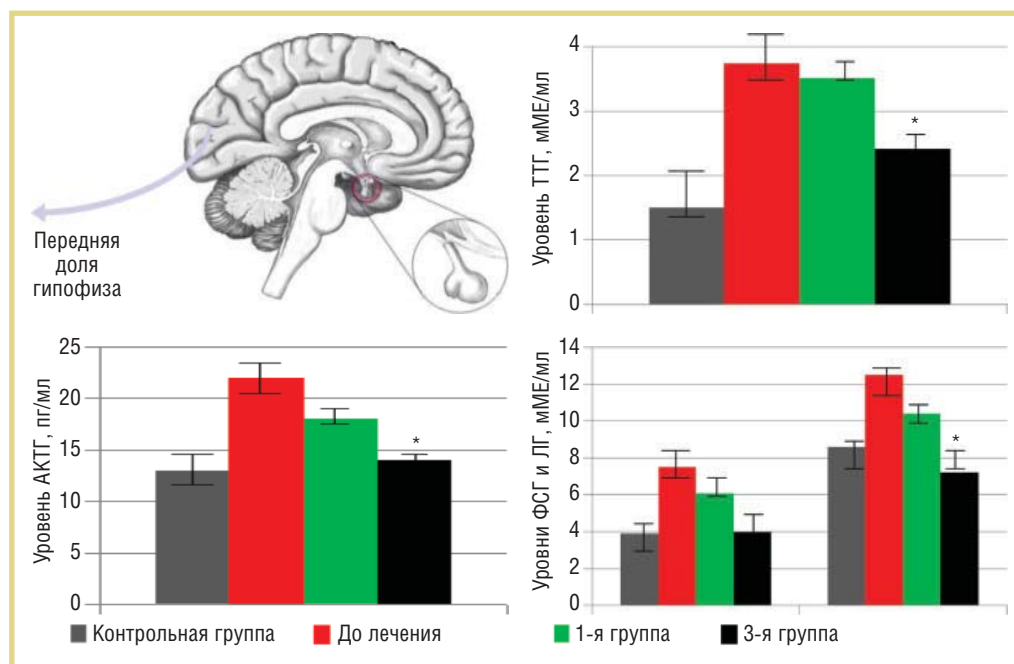 Передняя
доля
гипофиза
Уровень ТТГ, мМЕ/мл
4
3
2
1
0
*
Уровень АКТГ, пг/мл
25
20
15
10
5
0
*
Уровни ФСГ и ЛГ, мМЕ/мл
14
12
10
8
6
4
2
0
*
Контрольная группа
До лечения
1-я группа
3-я группа